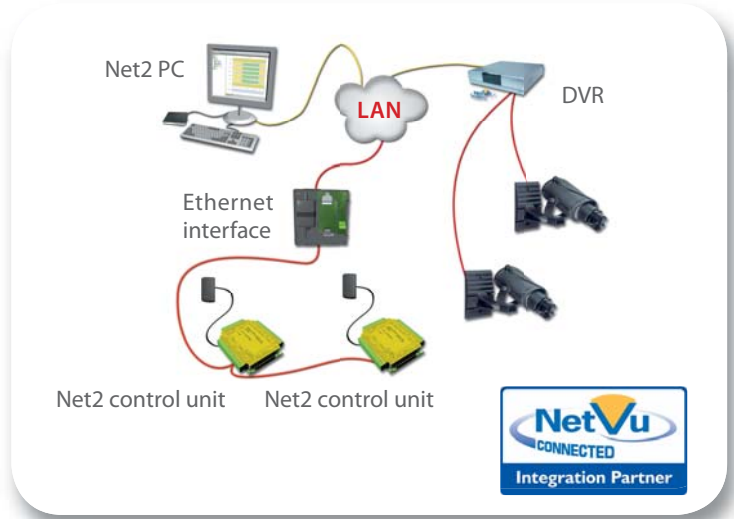 Net2 PC
LAN
DVR
Ethernet
interface
Net2 control unit
Net2 control unit
NetVu
CONNECTED
Integration Partner